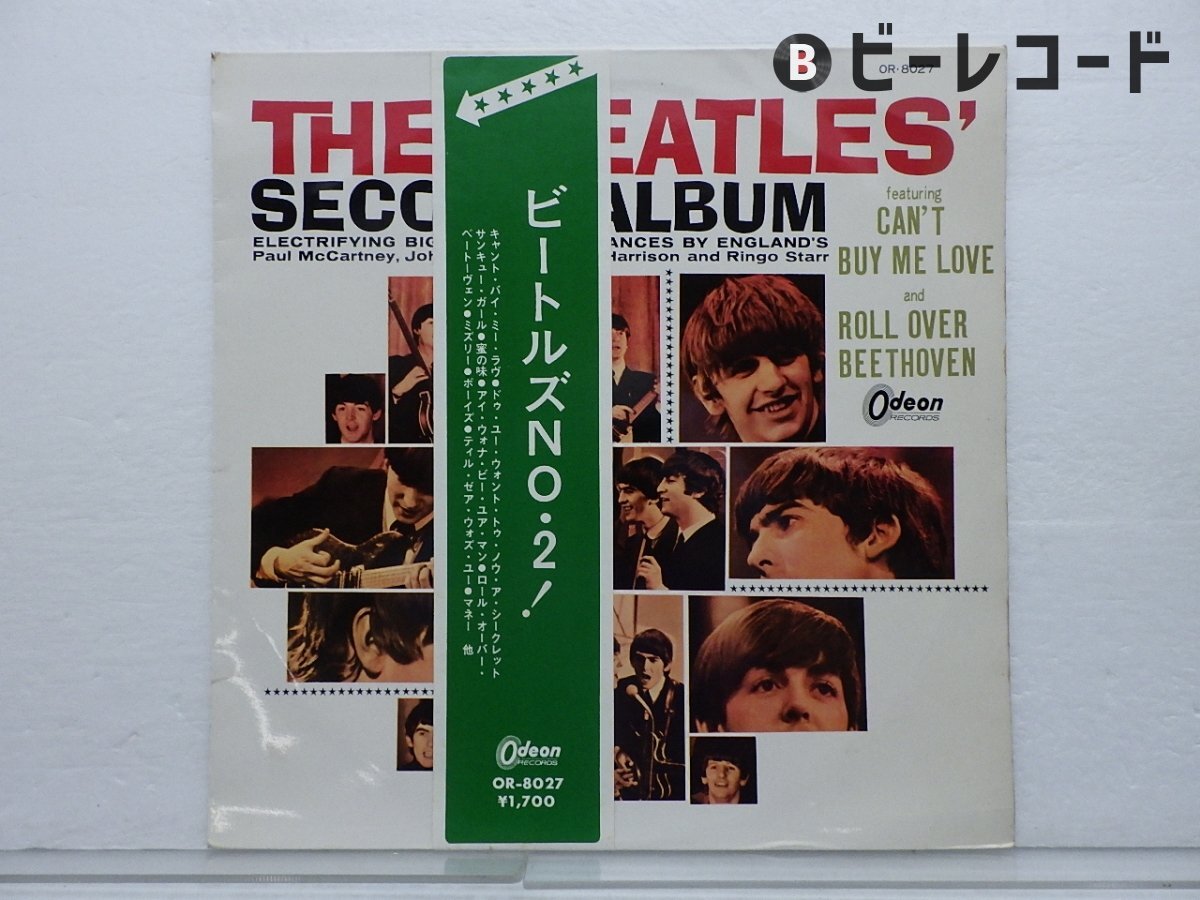 B ビーレコード
OR-8027
THE EATLES'
SECO ALBUM
ELECTRIFYING BIG ANCES BY ENGLAND'S
Paul McCartney, Joh Harrison and Ringo Starr
featuring
CAN'T
BUY ME LOVE
and
ROLL OVER
BEETHOVEN
Odeon
RECORDS
ビートルズNO・2!
キャント・バイ・ミー・ラヴ●ドゥ・ユー・ウォント・トゥ・ノウ・ア・シークレット
サンキュー・ガール●蜜の味●アイ・ウォナ・ビー・ユア・マン●ロール・オーバー・
ベートーヴェン●ミズリー●ボーイズ●ティル・ゼア・ウォズ・ユー●マネー 他
Odeon
RECORDS
OR-8027
¥1,700